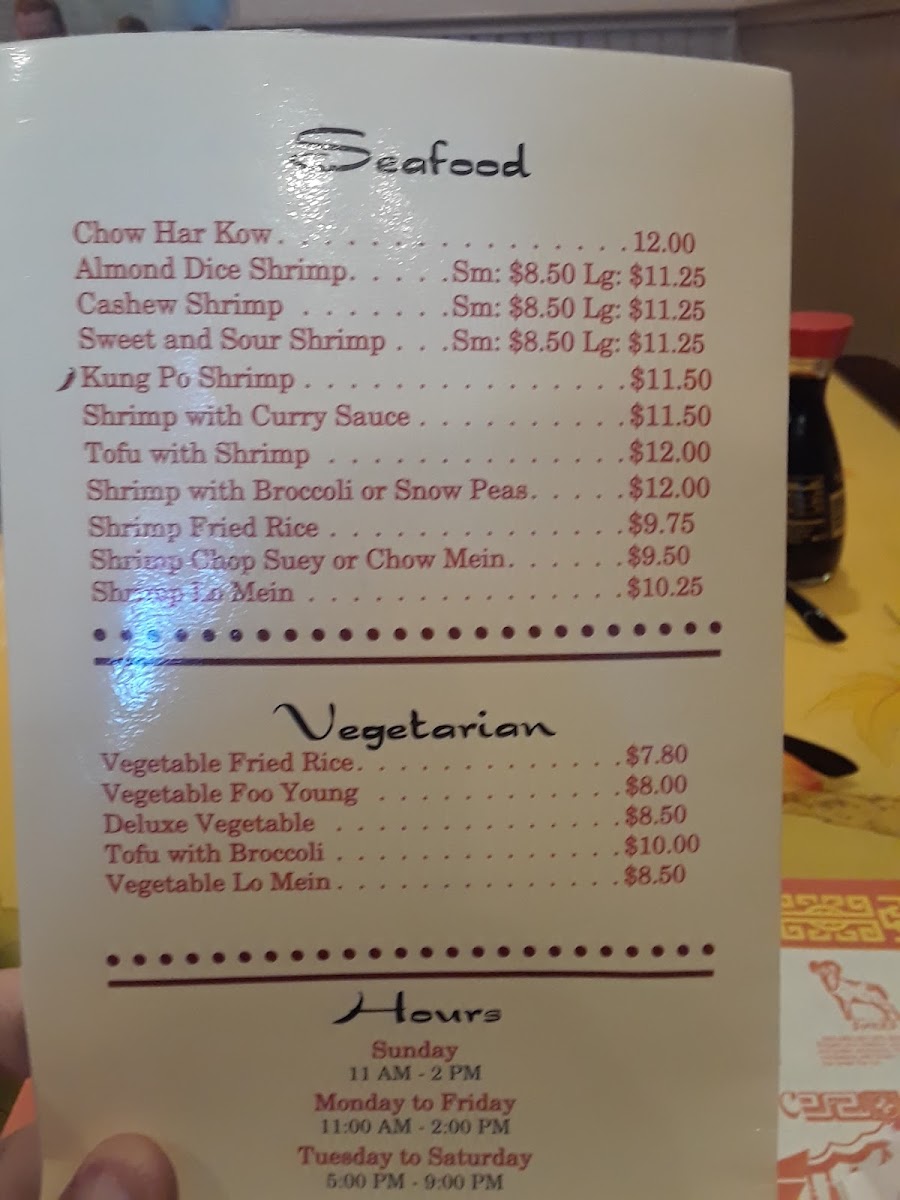 Seafood
Chow Har Kow. . . . . . . . . . . . . . . . 12.00
Almond Dice Shrimp. . . . . Sm: $8.50 Lg: $11.25
Cashew Shrimp . . . . . . . Sm: $8.50 Lg: $11.25
Sweet and Sour Shrimp . . . Sm: $8.50 Lg: $11.25
Kung Po Shrimp . . . . . . . . . . . . . . . $11.50
Shrimp with Curry Sauce . . . . . . . . . . $11.50
Tofu with Shrimp . . . . . . . . . . . . . . $12.00
Shrimp with Broccoli or Snow Peas. . . . . $12.00
Shrimp Fried Rice . . . . . . . . . . . . . . $9.75
Shrimp Chop Suey or Chow Mein. . . . . . $9.50
Shrimp Lo Mein . . . . . . . . . . . . . . . $10.25
Vegetarian
Vegetable Fried Rice. . . . . . . . . . . . . $7.80
Vegetable Foo Young . . . . . . . . . . . . $8.00
Deluxe Vegetable . . . . . . . . . . . . . . $8.50
Tofu with Broccoli . . . . . . . . . . . . . . $10.00
Vegetable Lo Mein. . . . . . . . . . . . . . $8.50
Hours
Sunday
11 AM - 2 PM
Monday to Friday
11:00 AM - 2:00 PM
Tuesday to Saturday
5:00 PM - 9:00 PM